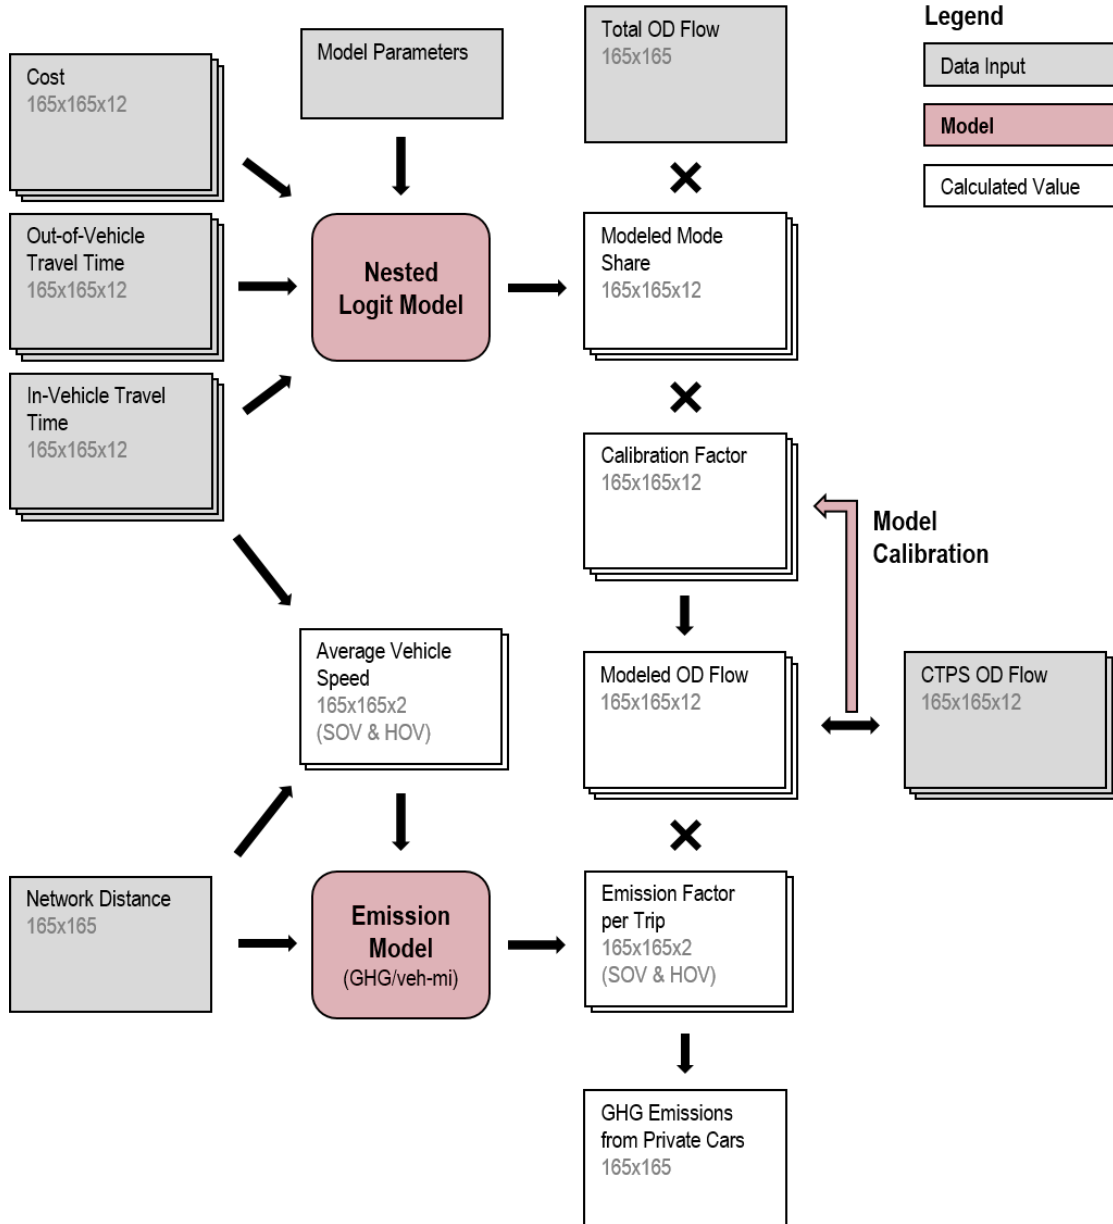 Cost
165x165x12
Model Parameters
Total OD Flow
165x165
Legend
Data Input
Model
Calculated Value
Out-of-Vehicle
Travel Time
165x165x12
Nested
Logit Model
Modeled Mode
Share
165x165x12
In-Vehicle Travel
Time
165x165x12
Calibration Factor
165x165x12
Model
Calibration
Average Vehicle
Speed
165x165x2
(SOV & HOV)
Modeled OD Flow
165x165x12
CTPS OD Flow
165x165x12
Network Distance
165x165
Emission
Model
(GHG/veh-mi)
Emission Factor
per Trip
165x165x2
(SOV & HOV)
GHG Emissions
from Private Cars
165x165